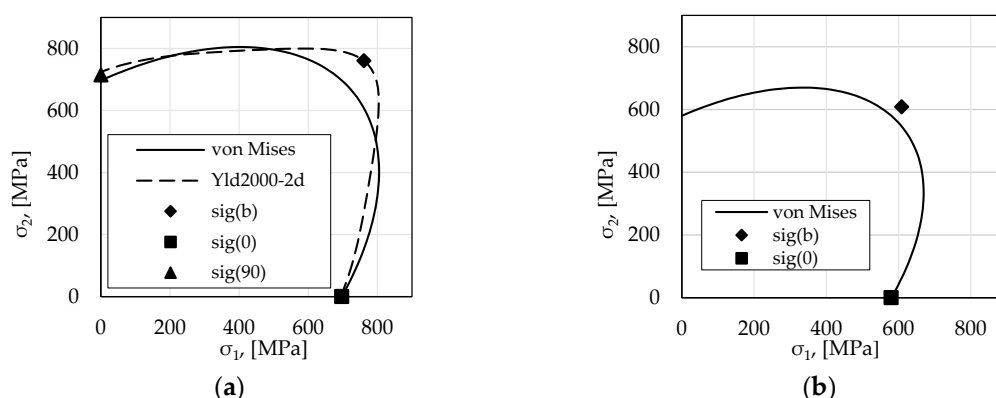 800
600
400
200
0
σ₂, [MPa]
von Mises
Yld2000-2d
sig(b)
sig(0)
sig(90)
0 200 400 600 800
σ₁, [MPa]
(a)
800
600
400
200
0
σ₂, [MPa]
von Mises
sig(b)
sig(0)
0 200 400 600 800
σ₁, [MPa]
(b)